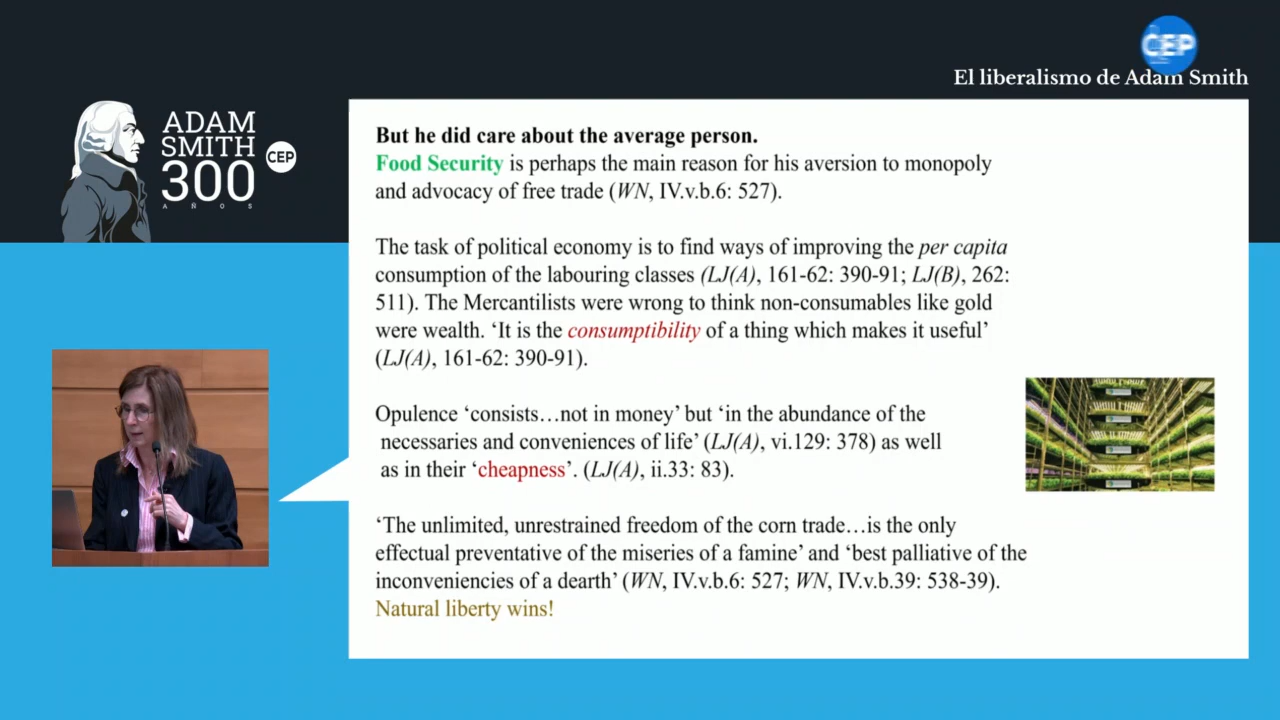 CEP
El liberalismo de Adam Smith
ADAM
SMITH
300
AÑOS
CEP
But he did care about the average person.
Food Security is perhaps the main reason for his aversion to monopoly
and advocacy of free trade (WN, IV.v.b.6: 527).
The task of political economy is to find ways of improving the per capita
consumption of the labouring classes (LJ(A), 161-62: 390-91; LJ(B), 262:
511). The Mercantilists were wrong to think non-consumables like gold
were wealth. ‘It is the consumptibility of a thing which makes it useful’
(LJ(A), 161-62: 390-91).
Opulence ‘consists…not in money’ but ‘in the abundance of the
necessaries and conveniences of life’ (LJ(A), vi.129: 378) as well
as in their ‘cheapness’. (LJ(A), ii.33: 83).
‘The unlimited, unrestrained freedom of the corn trade…is the only
effectual preventative of the miseries of a famine’ and ‘best palliative of the
inconveniencies of a dearth’ (WN, IV.v.b.6: 527; WN, IV.v.b.39: 538-39).
Natural liberty wins!